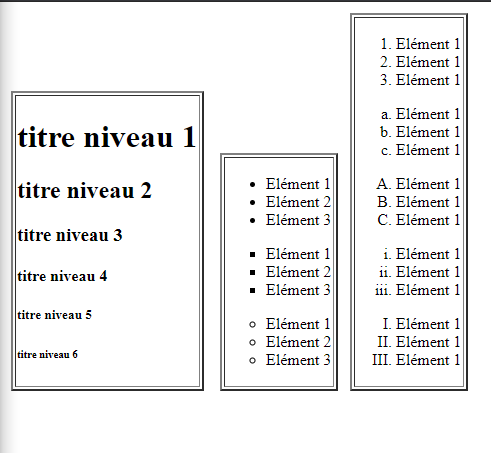 titre niveau 1
titre niveau 2
titre niveau 3
titre niveau 4
titre niveau 5
titre niveau 6
• Elément 1
• Elément 2
• Elément 3
▪ Elément 1
▪ Elément 2
▪ Elément 3
○ Elément 1
○ Elément 2
○ Elément 3
1. Elément 1
2. Elément 1
3. Elément 1
a. Elément 1
b. Elément 1
c. Elément 1
A. Elément 1
B. Elément 1
C. Elément 1
i. Elément 1
ii. Elément 1
iii. Elément 1
I. Elément 1
II. Elément 1
III. Elément 1